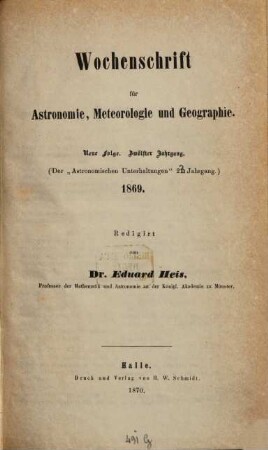 Wochenschrift
für
Astronomie, Meteorologie und Geographie.
Neue Folge. Zwölfter Jahrgang.
(Der „Astronomischen Unterhaltungen" 23 Jahrgang.)
1869.
Redigirt
von
Dr. Eduard Heis,
Professor der Mathematik und Astronomie an der Königl. Akademie zu Münster.
Halle,
Druck und Verlag von H. W. Schmidt.
1870.
491 G